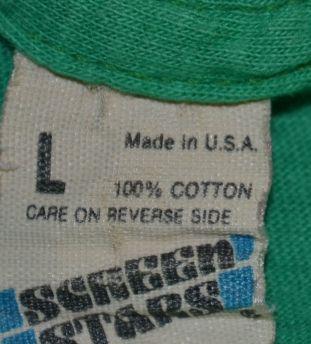 L
Made in U.S.A.
100% COTTON
CARE ON REVERSE SIDE
SCREEN
STARS